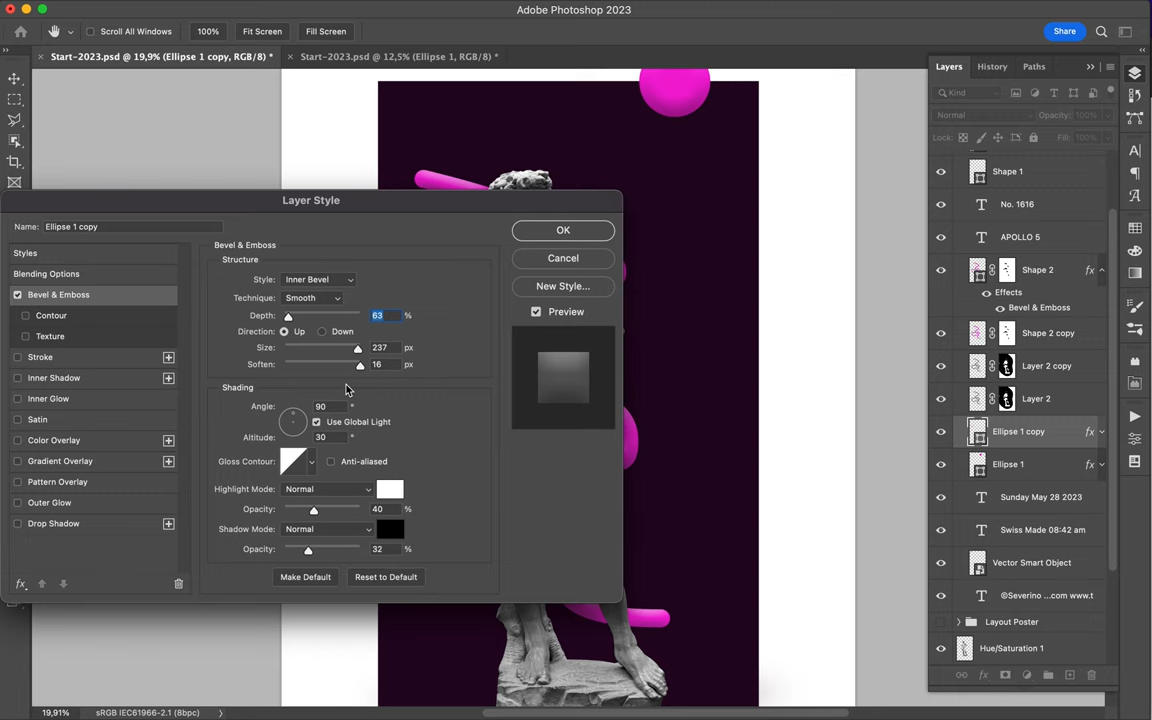 Adobe Photoshop 2023
Scroll All Windows
100%
Fit Screen
Fill Screen
Share
Start-2023.psd @ 19,9% (Ellipse 1 copy, RGB/8) *
Start-2023.psd @ 12,5% (Ellipse 1, RGB/8) *
Layer Style
Name: Ellipse 1 copy
Styles
Blending Options
Bevel & Emboss
Contour
Texture
Stroke
Inner Shadow
Inner Glow
Satin
Color Overlay
Gradient Overlay
Pattern Overlay
Outer Glow
Drop Shadow
fx
Bevel & Emboss
Structure
Style: Inner Bevel
Technique: Smooth
Depth: 63 %
Direction: Up Down
Size: 237 px
Soften: 16 px
Shading
Angle: 90 °
Use Global Light
Altitude: 30 °
Gloss Contour: Anti-aliased
Highlight Mode: Normal
Opacity: 40 %
Shadow Mode: Normal
Opacity: 32 %
Make Default
Reset to Default
OK
Cancel
New Style...
Preview
Layers
History
Paths
Kind
Normal
Opacity: 100%
Lock:
Fill: 100%
Shape 1
No. 1616
APOLLO 5
Shape 2 fx
Effects
Bevel & Emboss
Shape 2 copy
Layer 2 copy
Layer 2
Ellipse 1 copy fx
Ellipse 1 fx
Sunday May 28 2023
Swiss Made 08:42 am
Vector Smart Object
©Severino ...com www.t
Layout Poster
Hue/Saturation 1
fx
19,91%
sRGB IEC61966-2.1 (8bpc)